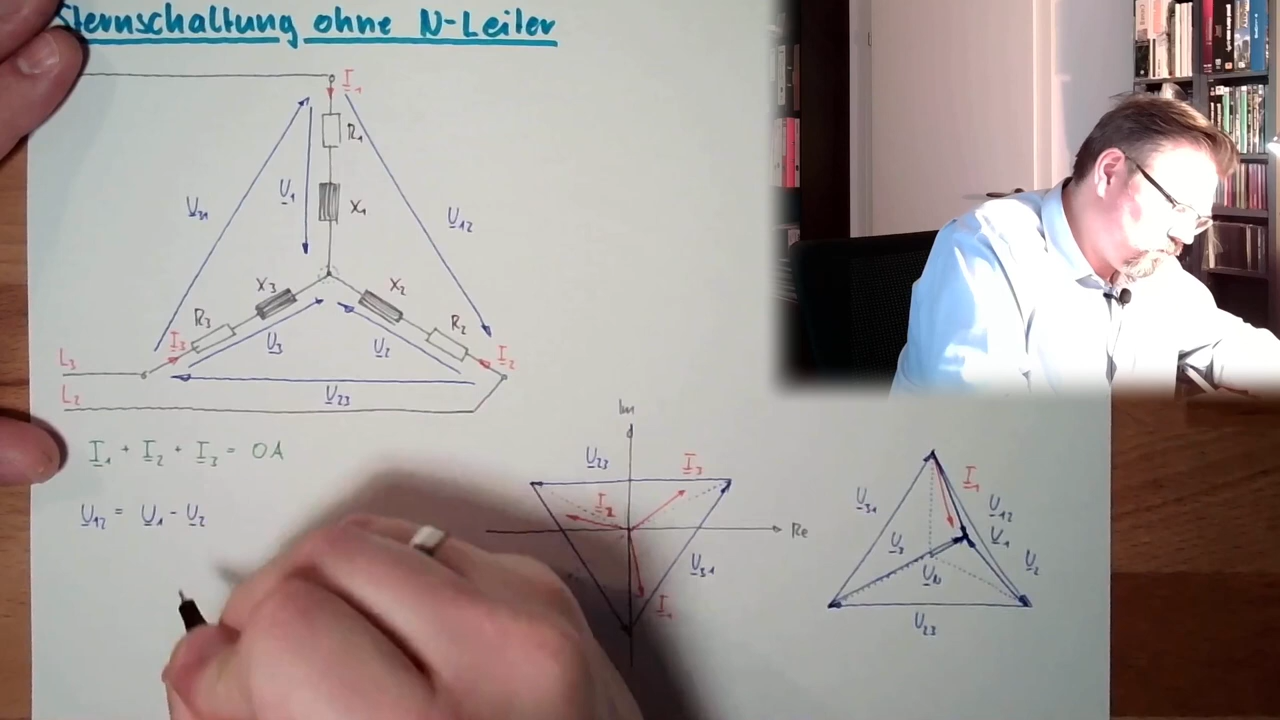 Sternschaltung ohne N-Leiter
I1
R1
U31
U1
X1
U12
X3
X2
R3
R2
I3
U3
U2
I2
L3
L2
U23
I1 + I2 + I3 = 0A
U12 = U1 - U2
Im
U23
I3
I2
Re
U31
I1
I1
U31
U12
U1
U3
U2
UN
U23